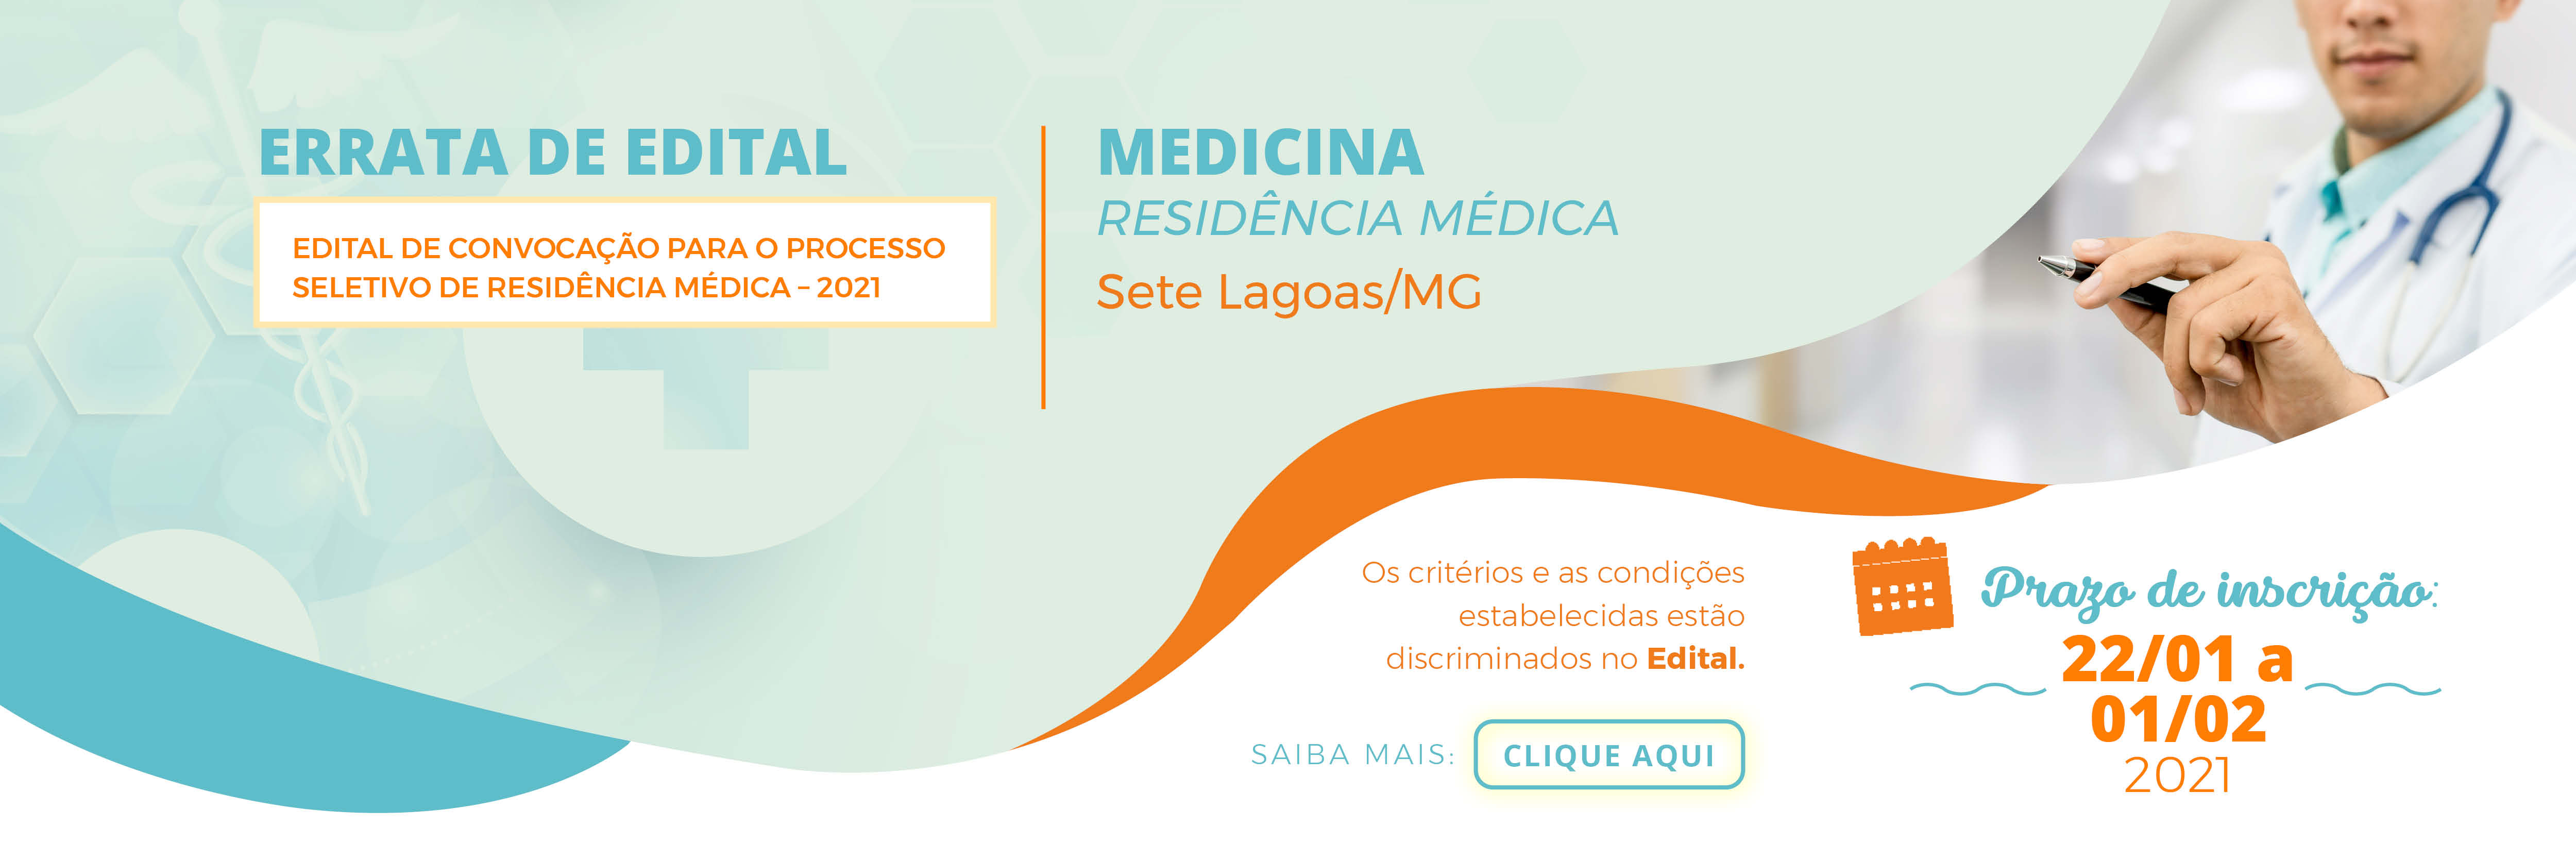 ERRATA DE EDITAL
EDITAL DE CONVOCAÇÃO PARA O PROCESSO
SELETIVO DE RESIDÊNCIA MÉDICA – 2021
MEDICINA
RESIDÊNCIA MÉDICA
Sete Lagoas/MG
Os critérios e as condições
estabelecidas estão
discriminados no Edital.
SAIBA MAIS: CLIQUE AQUI
Prazo de inscrição:
22/01 a
01/02
2021